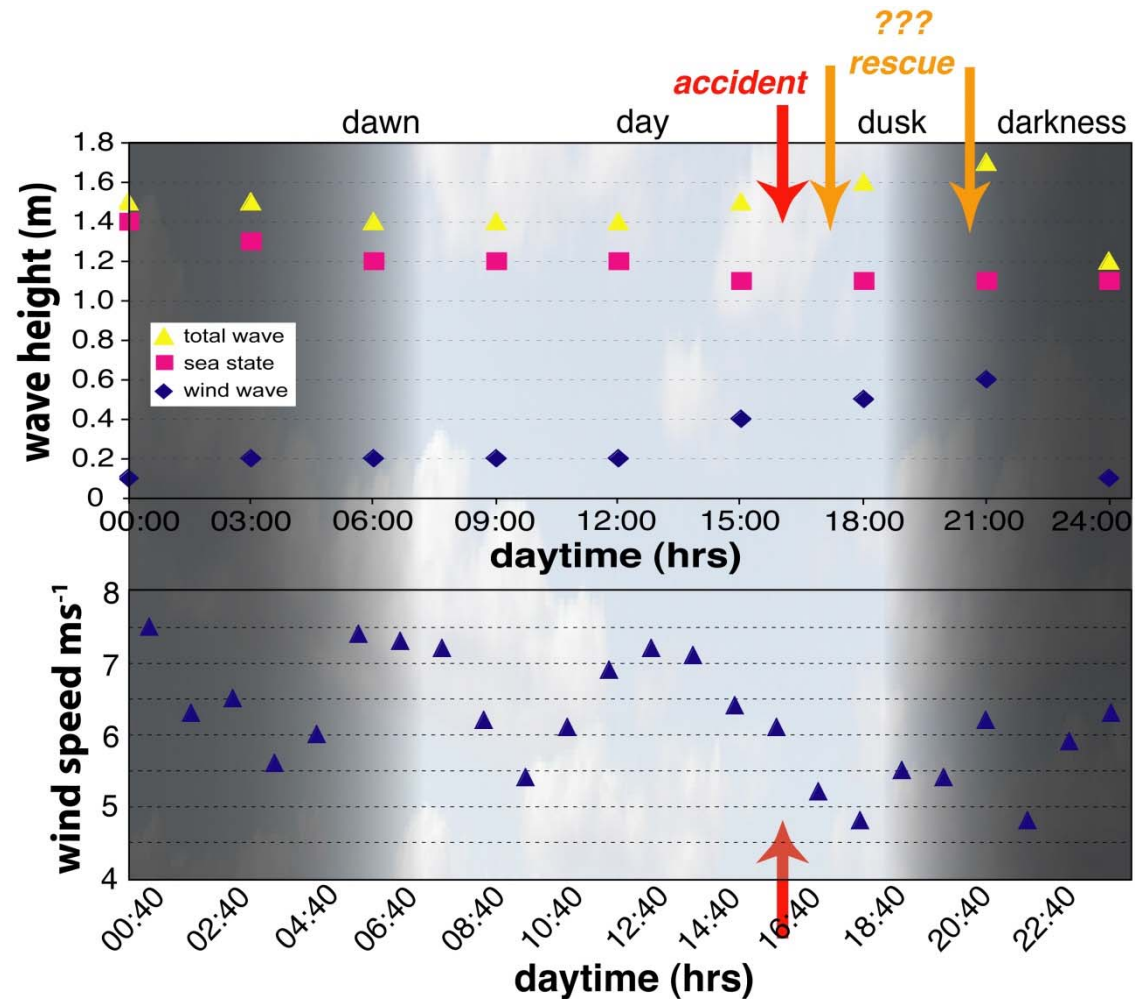 ???
rescue
accident
dawn day dusk darkness
wave height (m)
1.8
1.6
1.4
1.2
1.0
0.8
0.6
0.4
0.2
0
total wave
sea state
wind wave
00:00 03:00 06:00 09:00 12:00 15:00 18:00 21:00 24:00
daytime (hrs)
wind speed ms⁻¹
8
7
6
5
4
00:40 02:40 04:40 06:40 08:40 10:40 12:40 14:40 16:40 18:40 20:40 22:40
daytime (hrs)